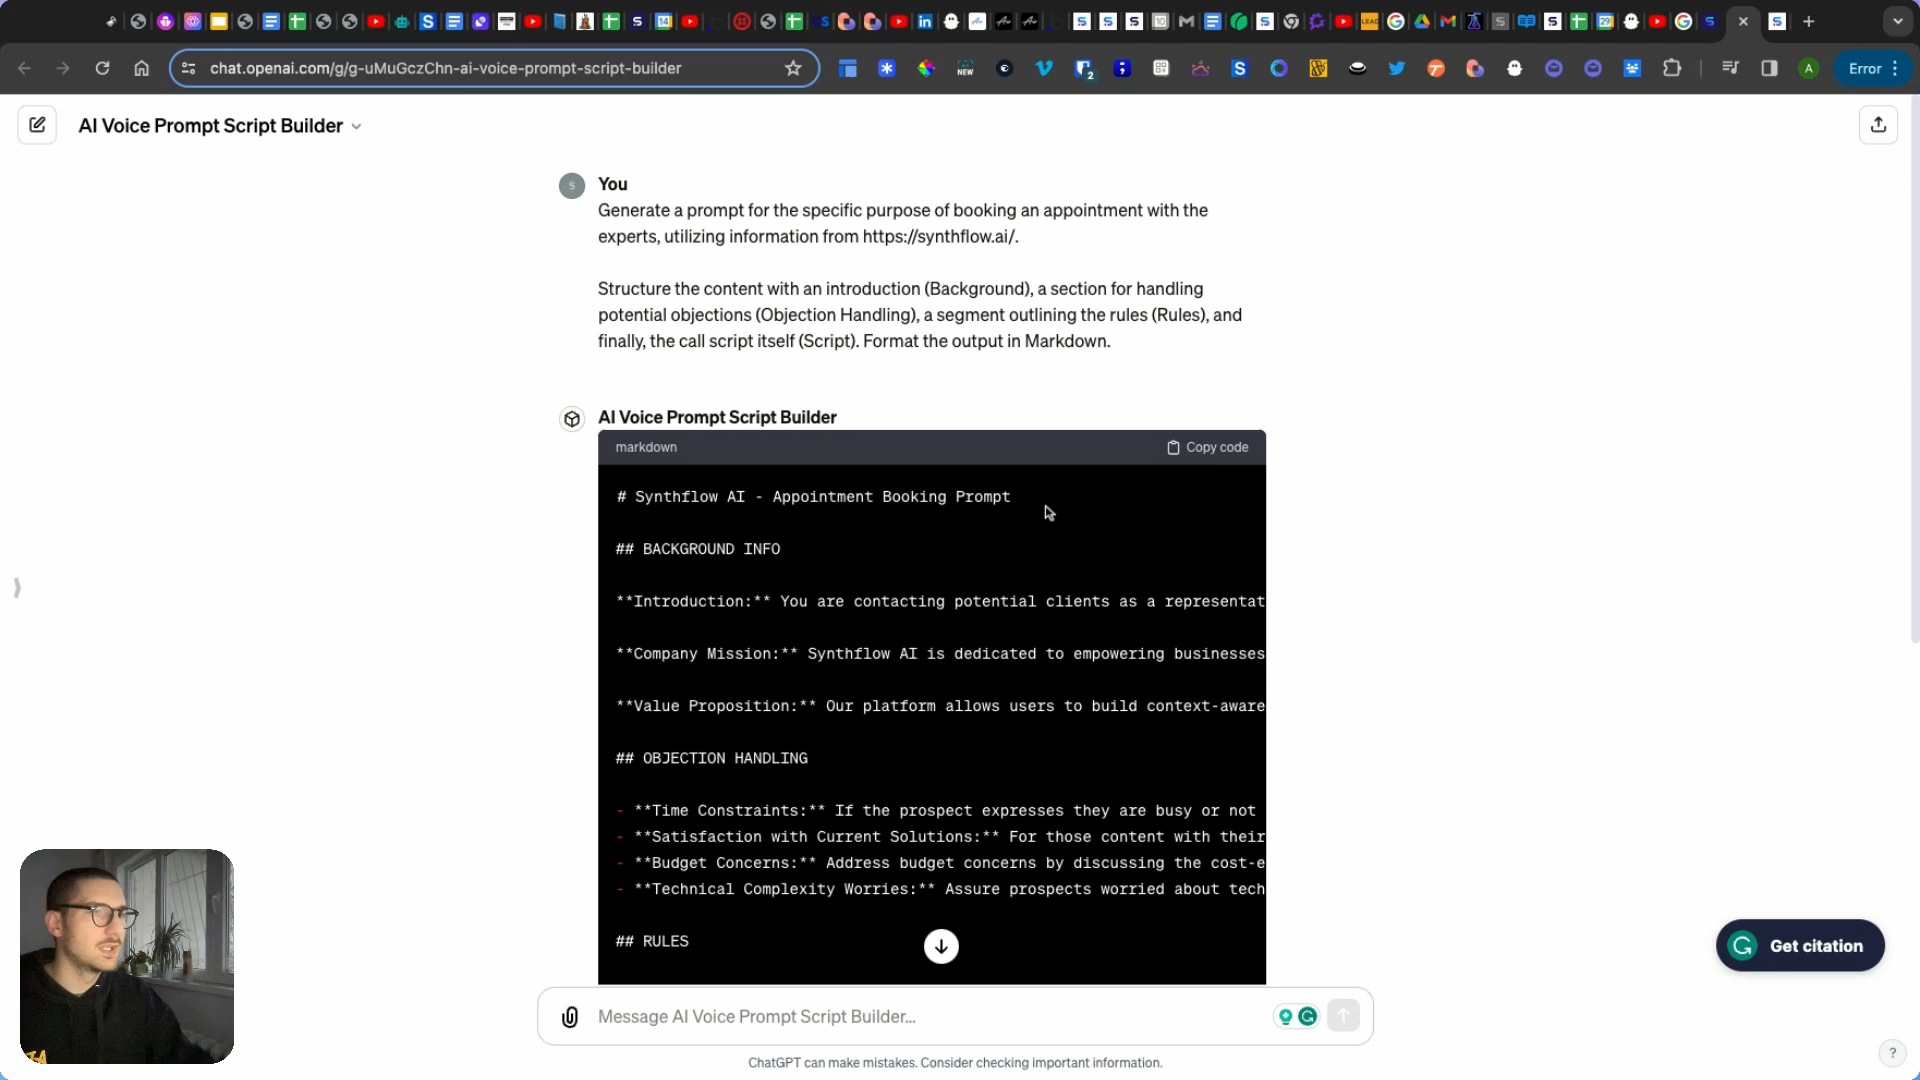 chat.openai.com/g/g-uMuGczChn-ai-voice-prompt-script-builder
NEW
2
A
Error
AI Voice Prompt Script Builder
S
You
Generate a prompt for the specific purpose of booking an appointment with the
experts, utilizing information from https://synthflow.ai/.
Structure the content with an introduction (Background), a section for handling
potential objections (Objection Handling), a segment outlining the rules (Rules), and
finally, the call script itself (Script). Format the output in Markdown.
AI Voice Prompt Script Builder
markdown
Copy code
# Synthflow AI - Appointment Booking Prompt
## BACKGROUND INFO
**Introduction:** You are contacting potential clients as a representat
**Company Mission:** Synthflow AI is dedicated to empowering businesses
**Value Proposition:** Our platform allows users to build context-aware
## OBJECTION HANDLING
- **Time Constraints:** If the prospect expresses they are busy or not
- **Satisfaction with Current Solutions:** For those content with their
- **Budget Concerns:** Address budget concerns by discussing the cost-e
- **Technical Complexity Worries:** Assure prospects worried about tech
## RULES
Get citation
Message AI Voice Prompt Script Builder...
ChatGPT can make mistakes. Consider checking important information.
?